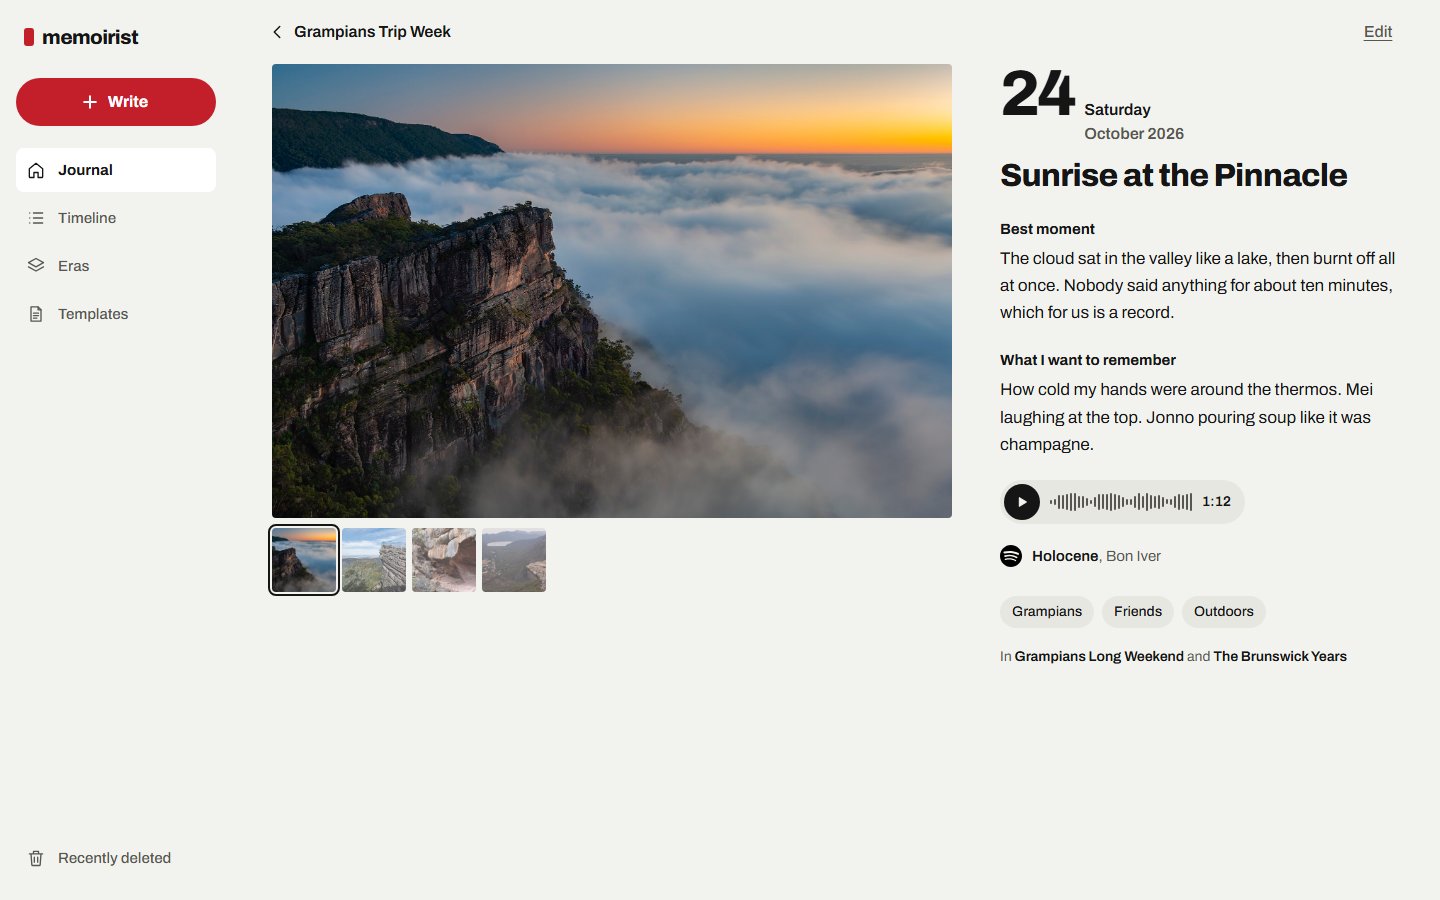 memoirist
Write
Journal
Timeline
Eras
Templates
Recently deleted
Grampians Trip Week
Edit
24
Saturday
October 2026
Sunrise at the Pinnacle
Best moment
The cloud sat in the valley like a lake, then burnt off all
at once. Nobody said anything for about ten minutes,
which for us is a record.
What I want to remember
How cold my hands were around the thermos. Mei
laughing at the top. Jonno pouring soup like it was
champagne.
1:12
Holocene, Bon Iver
Grampians
Friends
Outdoors
In Grampians Long Weekend and The Brunswick Years